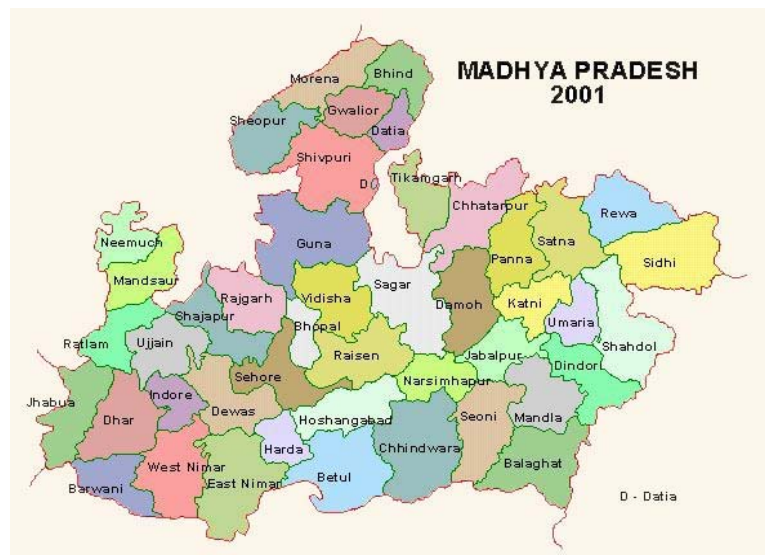 MADHYA PRADESH
2001
Morena
Bhind
Gwalior
Sheopur
Datia
Shivpuri
D
Tikamgarh
Chhatarpur
Rewa
Neemuch
Guna
Panna
Satna
Sidhi
Mandsaur
Rajgarh
Vidisha
Sagar
Damoh
Katni
Umaria
Shajapur
Bhopal
Ratlam
Ujjain
Raisen
Jabalpur
Shahdol
Dindori
Sehore
Narsimhapur
Jhabua
Indore
Dewas
Dhar
Hoshangabad
Seoni
Mandla
Harda
Chhindwara
West Nimar
Betul
Balaghat
Barwani
East Nimar
D - Datia